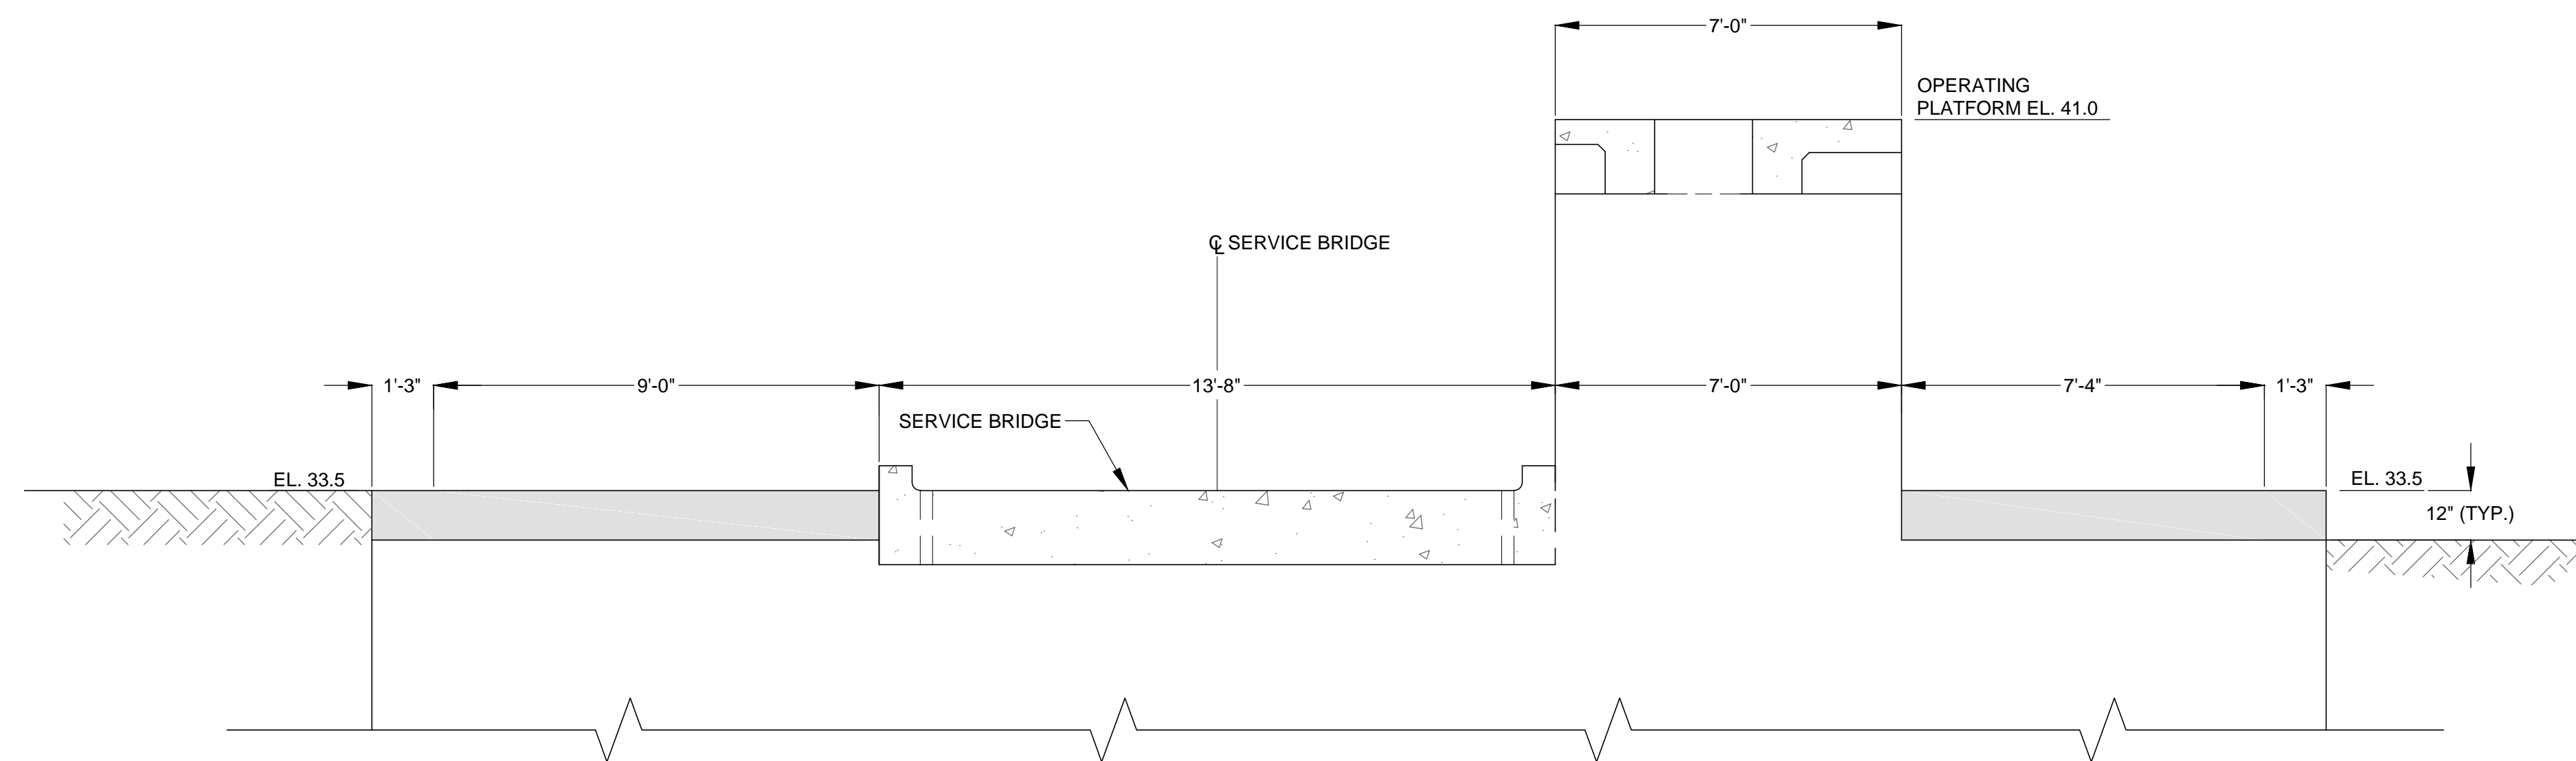 7'-0"
OPERATING
PLATFORM EL. 41.0
℄ SERVICE BRIDGE
1'-3"
9'-0"
13'-8"
7'-0"
7'-4"
1'-3"
SERVICE BRIDGE
EL. 33.5
EL. 33.5
12" (TYP.)